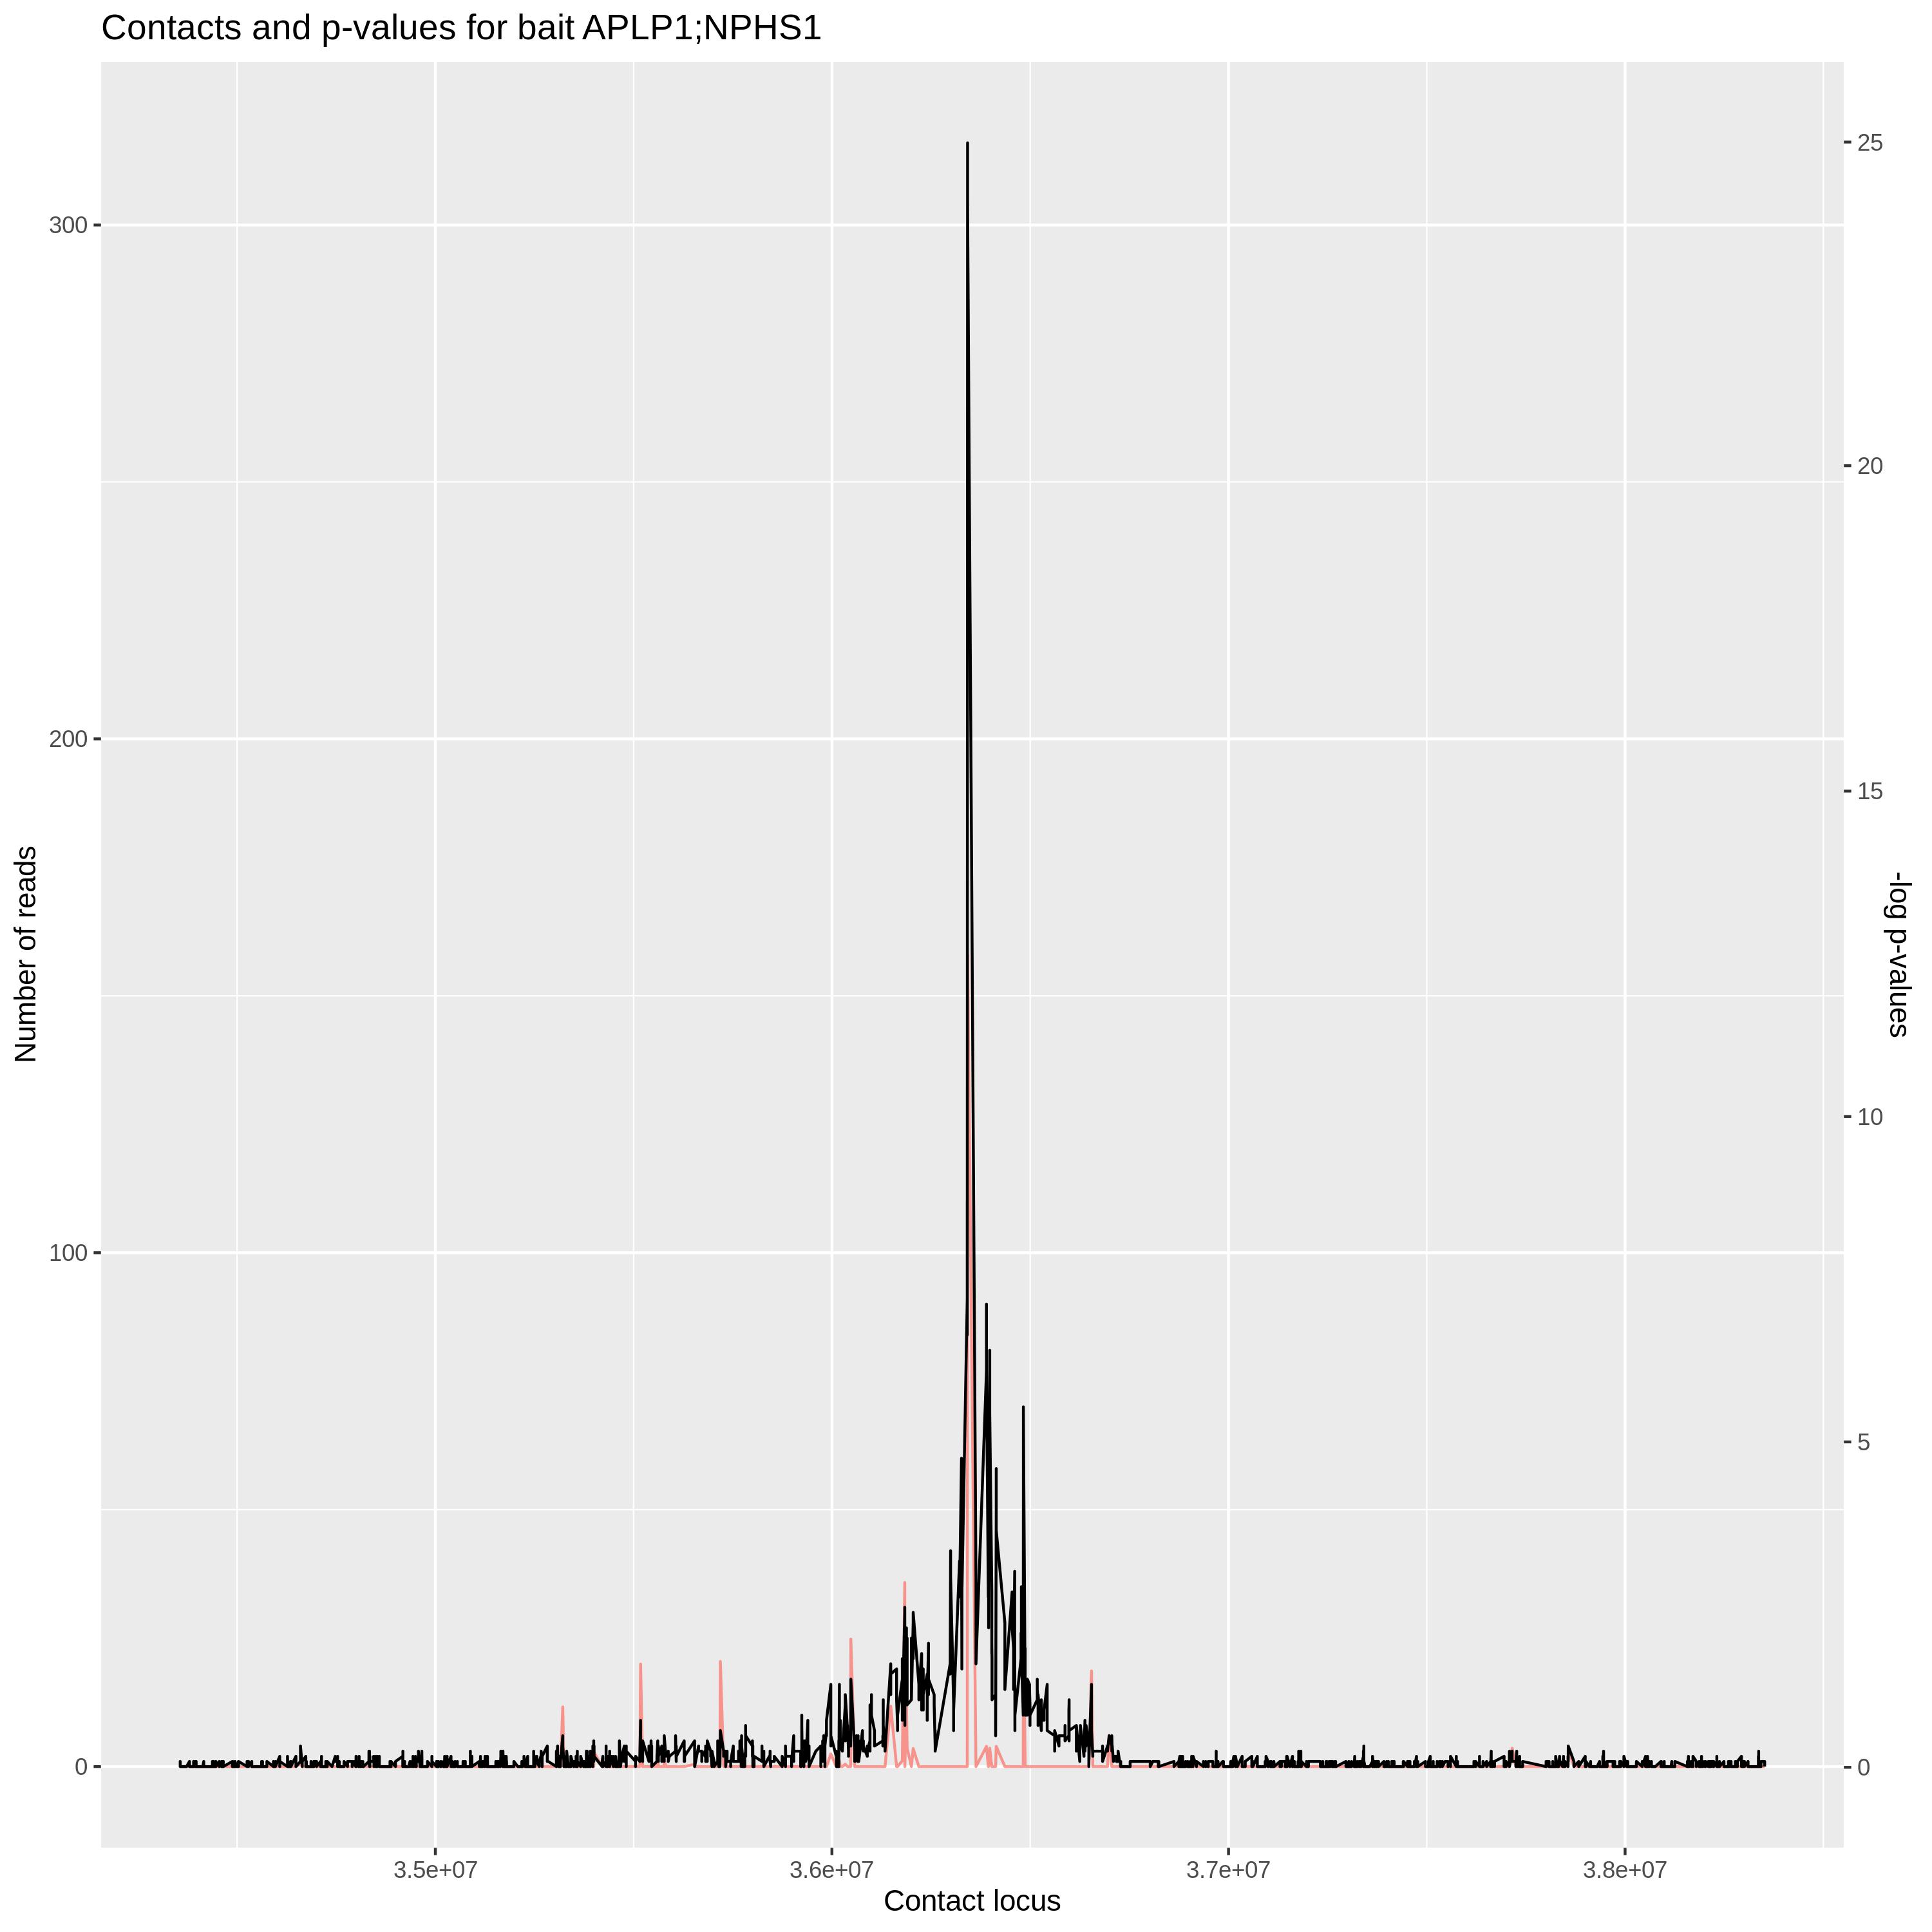 Contacts and p-values for bait APLP1;NPHS1
300
200
100
0
Number of reads
25
20
15
10
5
0
-log p-values
3.5e+07
3.6e+07
3.7e+07
3.8e+07
Contact locus